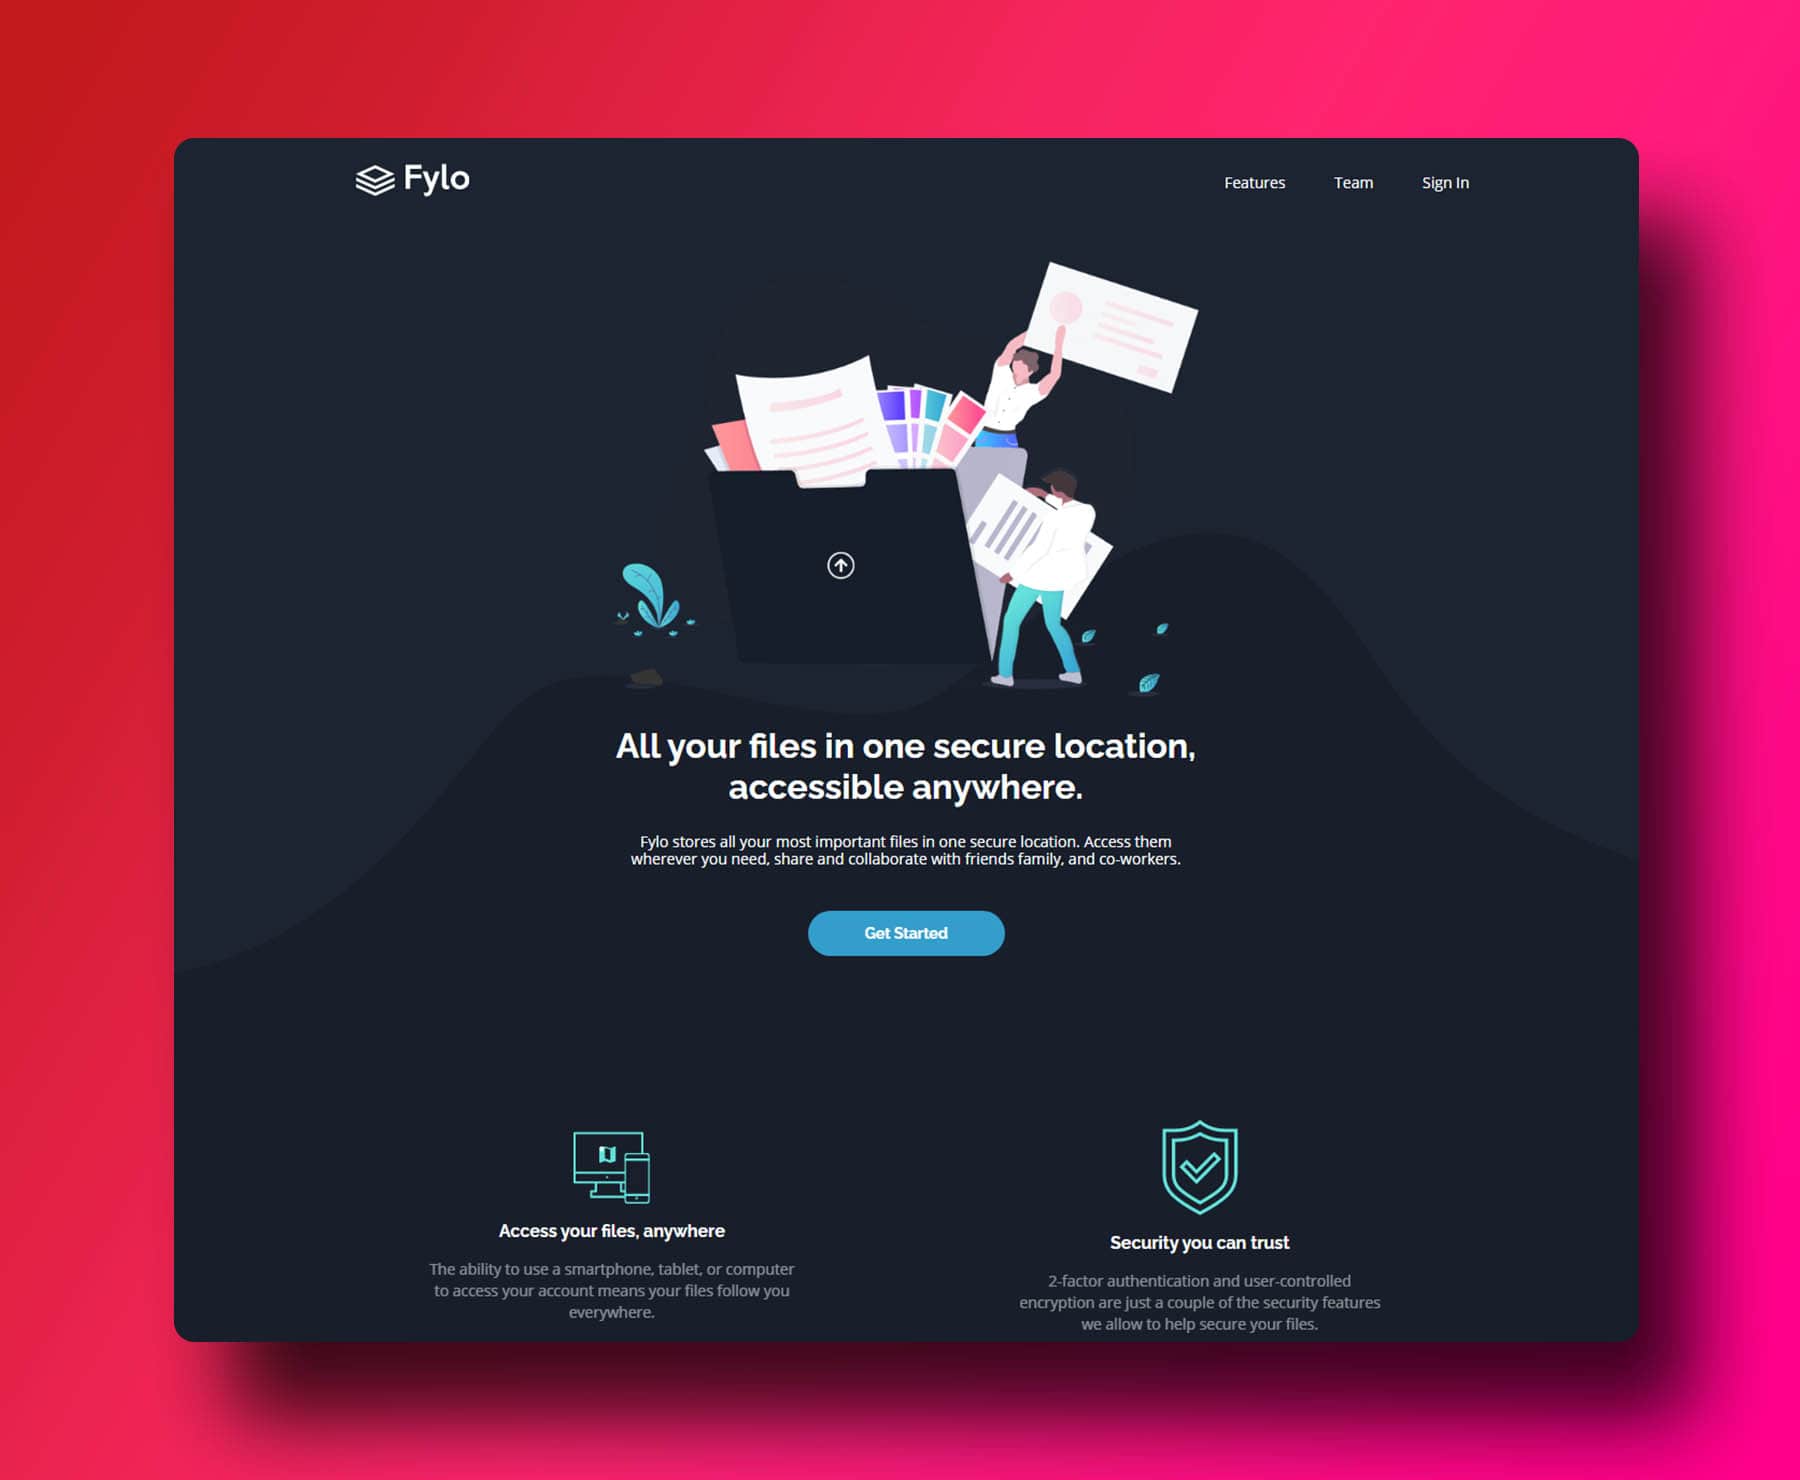 Fylo
Features
Team
Sign In
All your files in one secure location,
accessible anywhere.
Fylo stores all your most important files in one secure location. Access them
wherever you need, share and collaborate with friends family, and co-workers.
Get Started
Access your files, anywhere
The ability to use a smartphone, tablet, or computer
to access your account means your files follow you
everywhere.
Security you can trust
2-factor authentication and user-controlled
encryption are just a couple of the security features
we allow to help secure your files.